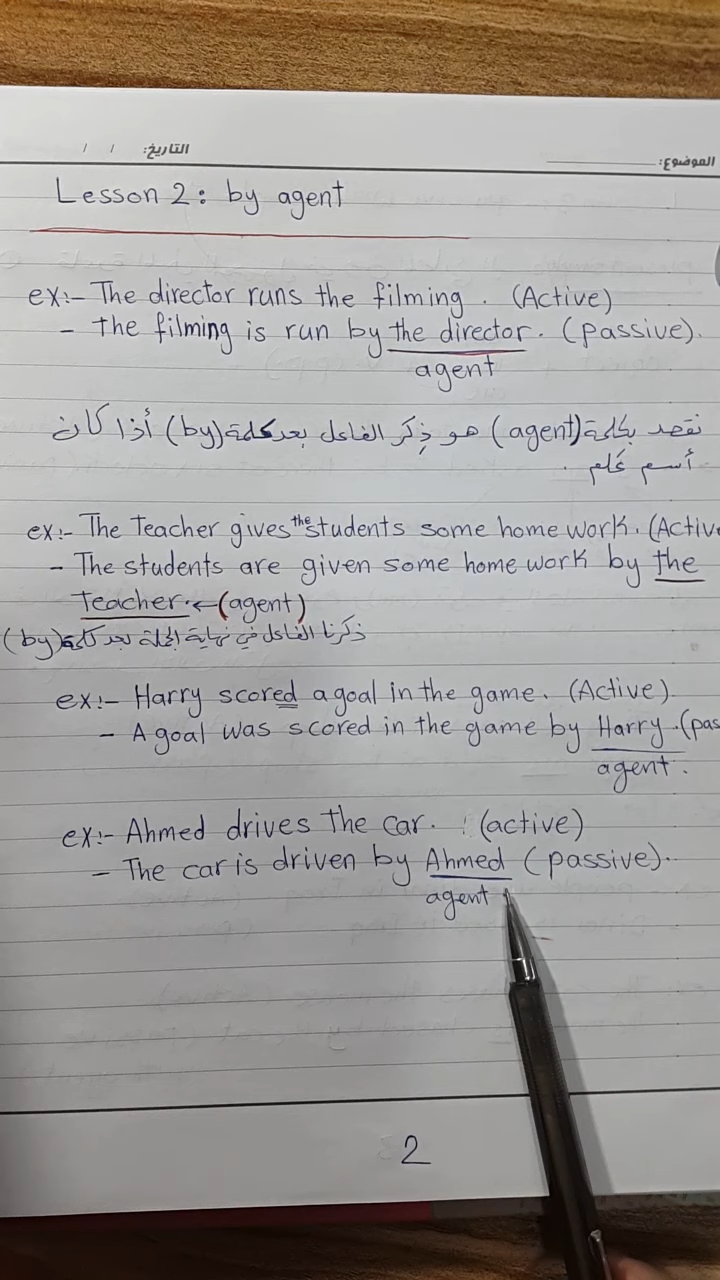 الموضوع: التاريخ: / /
Lesson 2: by agent
ex:- The director runs the filming. (Active)
- the filming is run by the director. (passive).
agent
نقصد بكلمة (agent) هو ذِكر الفاعل بعد كلمة (by) أذا كان
أسم عَلم .
ex:- The Teacher gives the students some home work. (Active
- The students are given some home work by the
Teacher. ← (agent)
ذكرنا الفاعل في نهاية الجملة بعد كلمة (by)
ex:- Harry scored a goal in the game. (Active).
- A goal was scored in the game by Harry. (pas
agent.
ex:- Ahmed drives the car. (active)
- The car is driven by Ahmed (passive).
agent
2